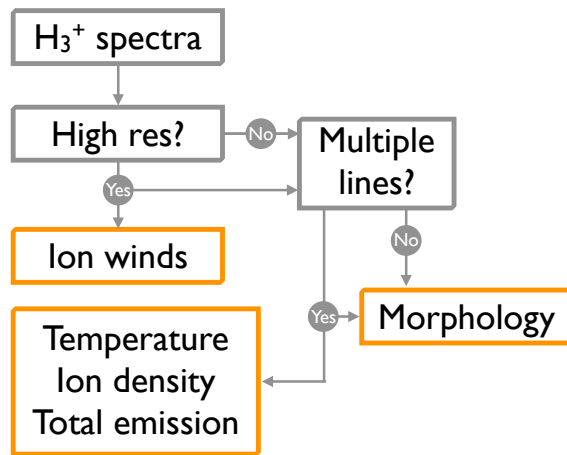 H₃⁺ spectra
High res?
No
Multiple
lines?
Yes
Ion winds
No
Yes
Morphology
Temperature
Ion density
Total emission